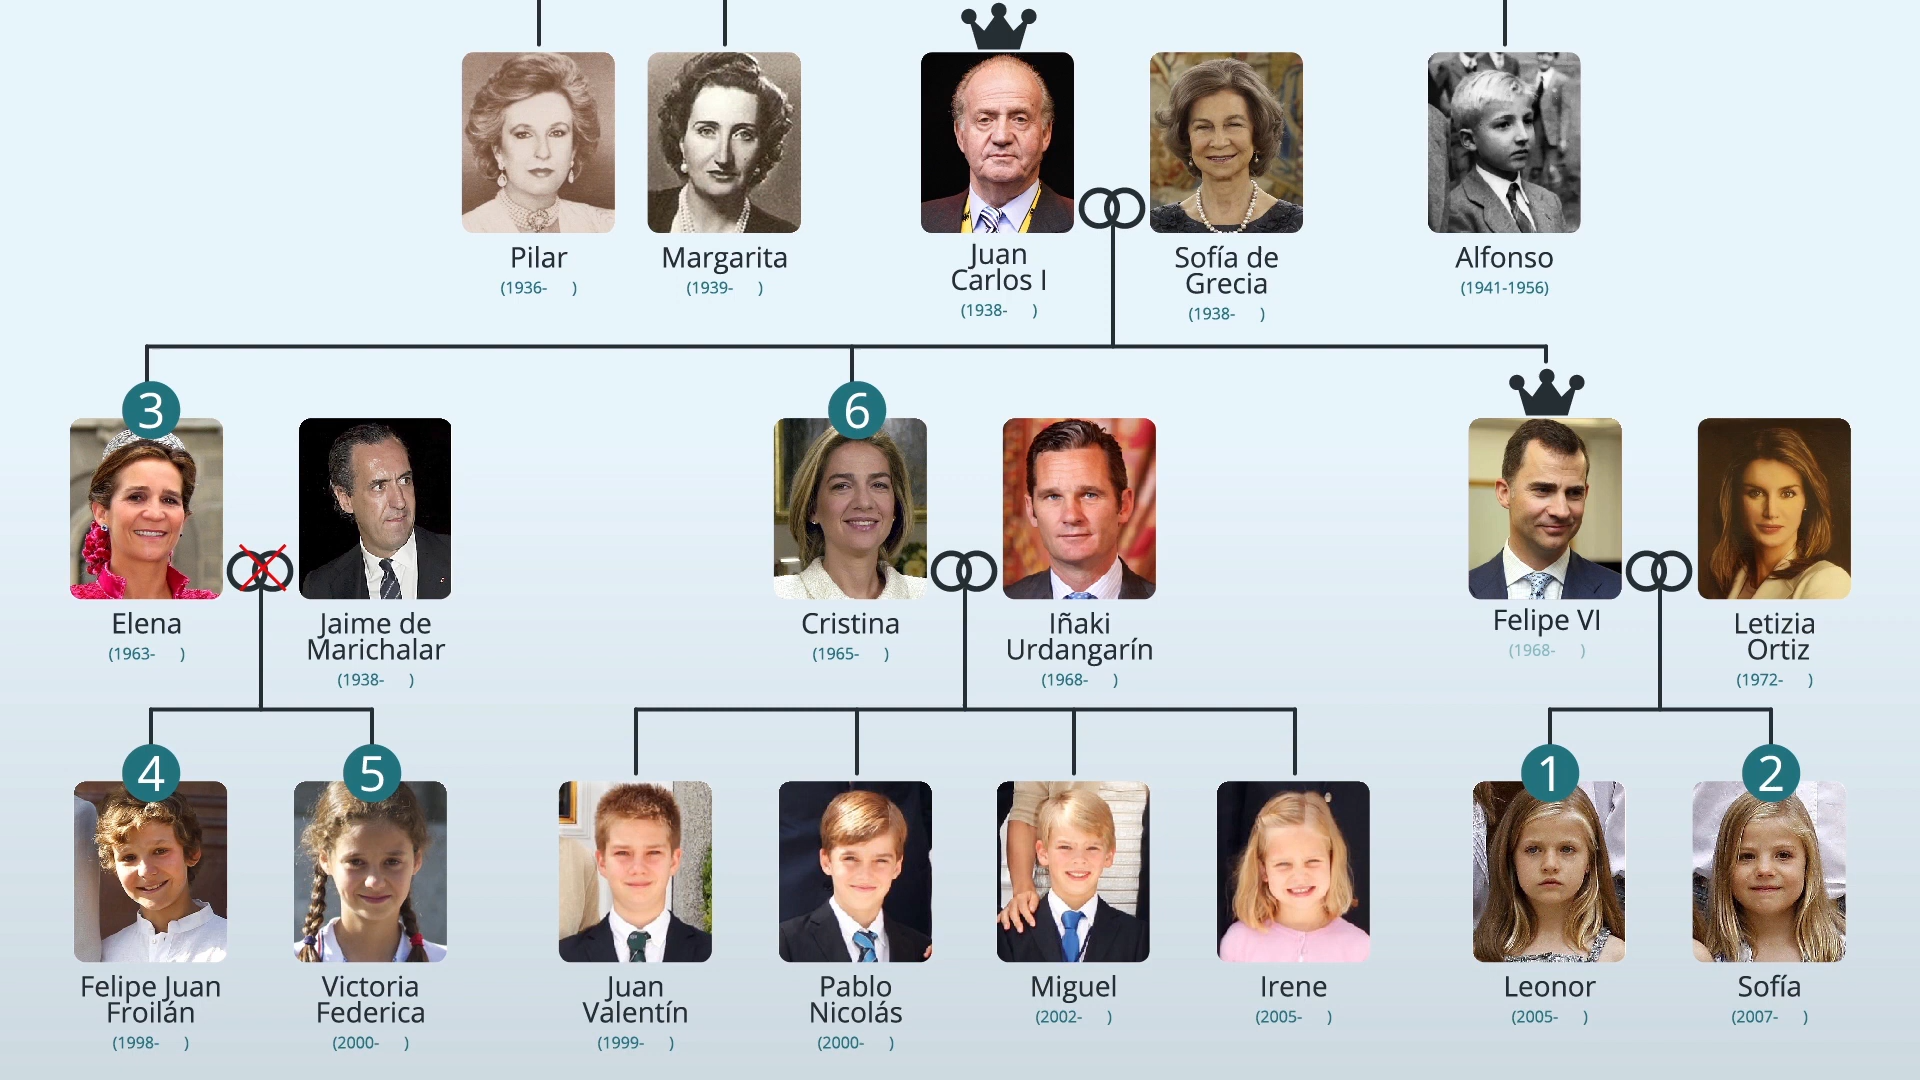 Pilar
(1936- )
Margarita
(1939- )
Juan
Carlos I
(1938- )
Sofía de
Grecia
(1938- )
Alfonso
(1941-1956)
3
6
Elena
(1963- )
Jaime de
Marichalar
(1938- )
Cristina
(1965- )
Iñaki
Urdangarín
(1968- )
Felipe VI
(1968- )
Letizia
Ortiz
(1972- )
4
5
1
2
Felipe Juan
Froilán
(1998- )
Victoria
Federica
(2000- )
Juan
Valentín
(1999- )
Pablo
Nicolás
(2000- )
Miguel
(2002- )
Irene
(2005- )
Leonor
(2005- )
Sofía
(2007- )